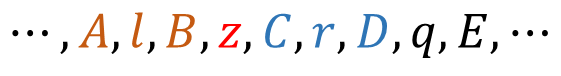 ⋯, A, l, B, z, C, r, D, q, E, ⋯